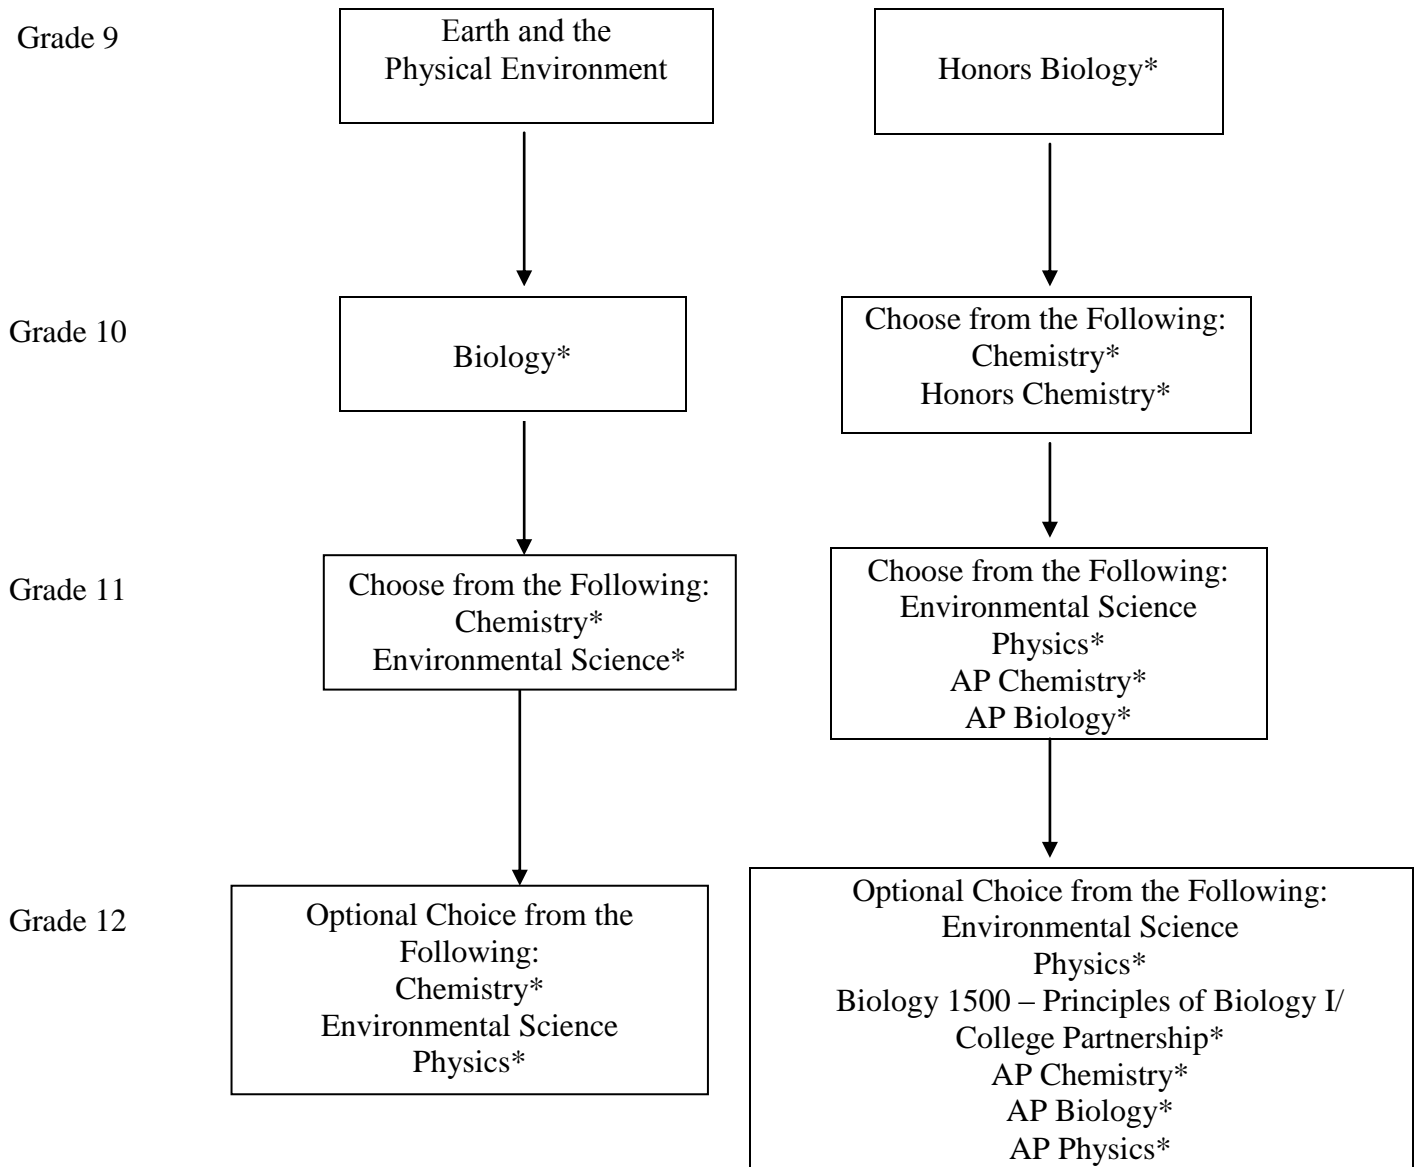 Grade 9
Earth and the
Physical Environment
Honors Biology*
Grade 10
Biology*
Choose from the Following:
Chemistry*
Honors Chemistry*
Grade 11
Choose from the Following:
Chemistry*
Environmental Science*
Choose from the Following:
Environmental Science
Physics*
AP Chemistry*
AP Biology*
Grade 12
Optional Choice from the
Following:
Chemistry*
Environmental Science
Physics*
Optional Choice from the Following:
Environmental Science
Physics*
Biology 1500 – Principles of Biology I/
College Partnership*
AP Chemistry*
AP Biology*
AP Physics*